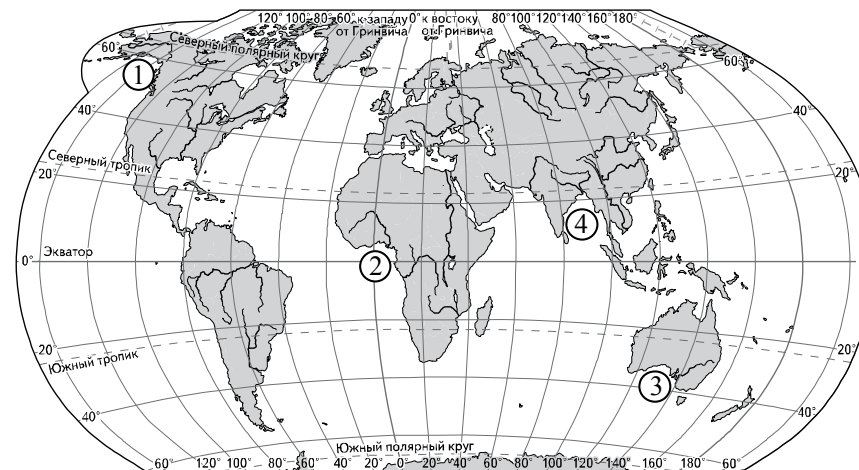 120° 100° 80° 60° к западу 0° к востоку 80° 100° 120° 140° 160° 180°
от Гринвича от Гринвича
60° Северный полярный круг 60°
1
40° 40°
Северный тропик
20° 20°
4
Экватор
0° 2 0°
20° 20°
Южный тропик
3
40° 40°
Южный полярный круг
60° 120° 100° 80° 60° 40° 20° 0° 20° 40° 60° 80° 100° 120° 140° 160° 180° 60°